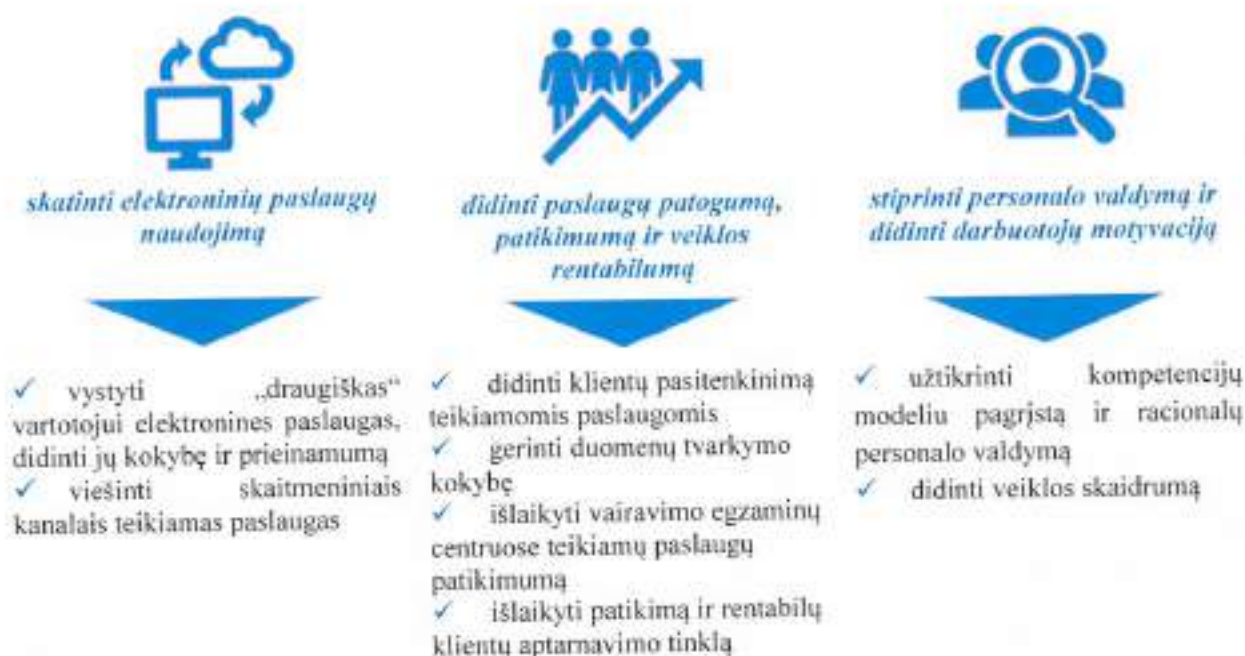 skatinti elektroninių paslaugų
naudojimą
✓ vystyti „draugiškas“
vartotojui elektronines paslaugas,
didinti jų kokybę ir prieinamumą
✓ viešinti skaitmeniniais
kanalais teikiamas paslaugas
didinti paslaugų patogumą,
patikimumą ir veiklos
rentabilumą
✓ didinti klientų pasitenkinimą
teikiamomis paslaugomis
✓ gerinti duomenų tvarkymo
kokybę
✓ išlaikyti vairavimo egzaminų
centruose teikiamų paslaugų
patikimumą
✓ išlaikyti patikimą ir rentabilų
klientų aptarnavimo tinklą
stiprinti personalo valdymą ir
didinti darbuotojų motyvaciją
✓ užtikrinti kompetencijų
modeliu pagrįstą ir racionalų
personalo valdymą
✓ didinti veiklos skaidrumą